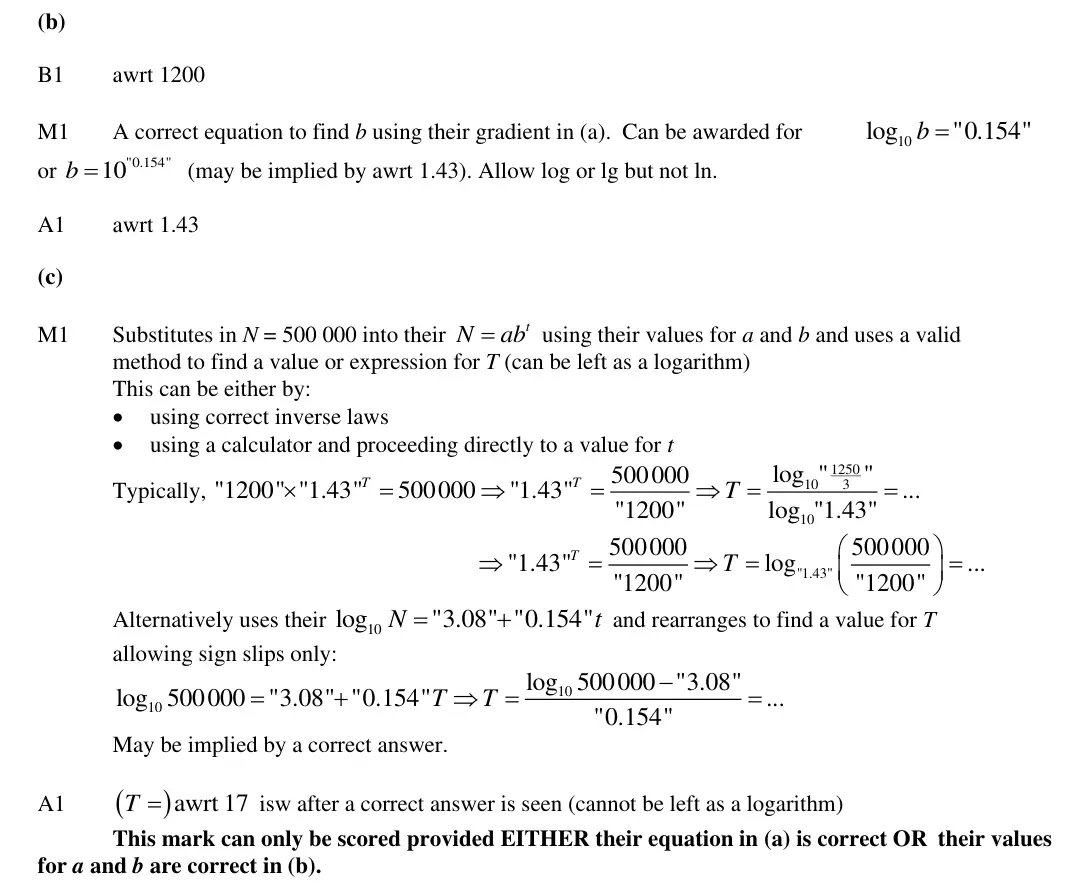 (b)
B1 awrt 1200
M1 A correct equation to find b using their gradient in (a). Can be awarded for log₁₀ b = "0.154"
or b = 10^"0.154" (may be implied by awrt 1.43). Allow log or lg but not ln.
A1 awrt 1.43
(c)
M1 Substitutes in N = 500 000 into their N = ab^t using their values for a and b and uses a valid
method to find a value or expression for T (can be left as a logarithm)
This can be either by:
• using correct inverse laws
• using a calculator and proceeding directly to a value for t
Typically, "1200"×"1.43"^T = 500000 ⇒ "1.43"^T = 500000/"1200" ⇒ T = log₁₀"1250/3"/log₁₀"1.43" = ...
⇒ "1.43"^T = 500000/"1200" ⇒ T = log_"1.43"(500000/"1200") = ...
Alternatively uses their log₁₀ N = "3.08"+"0.154"t and rearranges to find a value for T
allowing sign slips only:
log₁₀ 500000 = "3.08"+"0.154"T ⇒ T = (log₁₀ 500000 − "3.08")/"0.154" = ...
May be implied by a correct answer.
A1 (T =) awrt 17 isw after a correct answer is seen (cannot be left as a logarithm)
This mark can only be scored provided EITHER their equation in (a) is correct OR their values
for a and b are correct in (b).